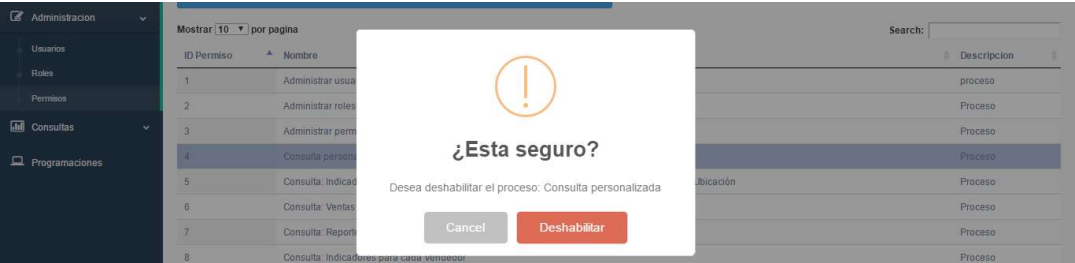 Administracion
Usuarios
Roles
Permisos
Consultas
Programaciones
Mostrar 10 por pagina
Search:
ID Permiso Nombre Descripcion
1 Administrar usua proceso
2 Administrar roles Proceso
3 Administrar perm Proceso
4 Consulta persona Proceso
5 Consulta: Indicad Ubicación Proceso
6 Consulta: Ventas Proceso
7 Consulta: Report Proceso
8 Consulta: Indicadores para cada Vendedor Proceso
¿Esta seguro?
Desea deshabilitar el proceso: Consulta personalizada
Cancel Deshabilitar